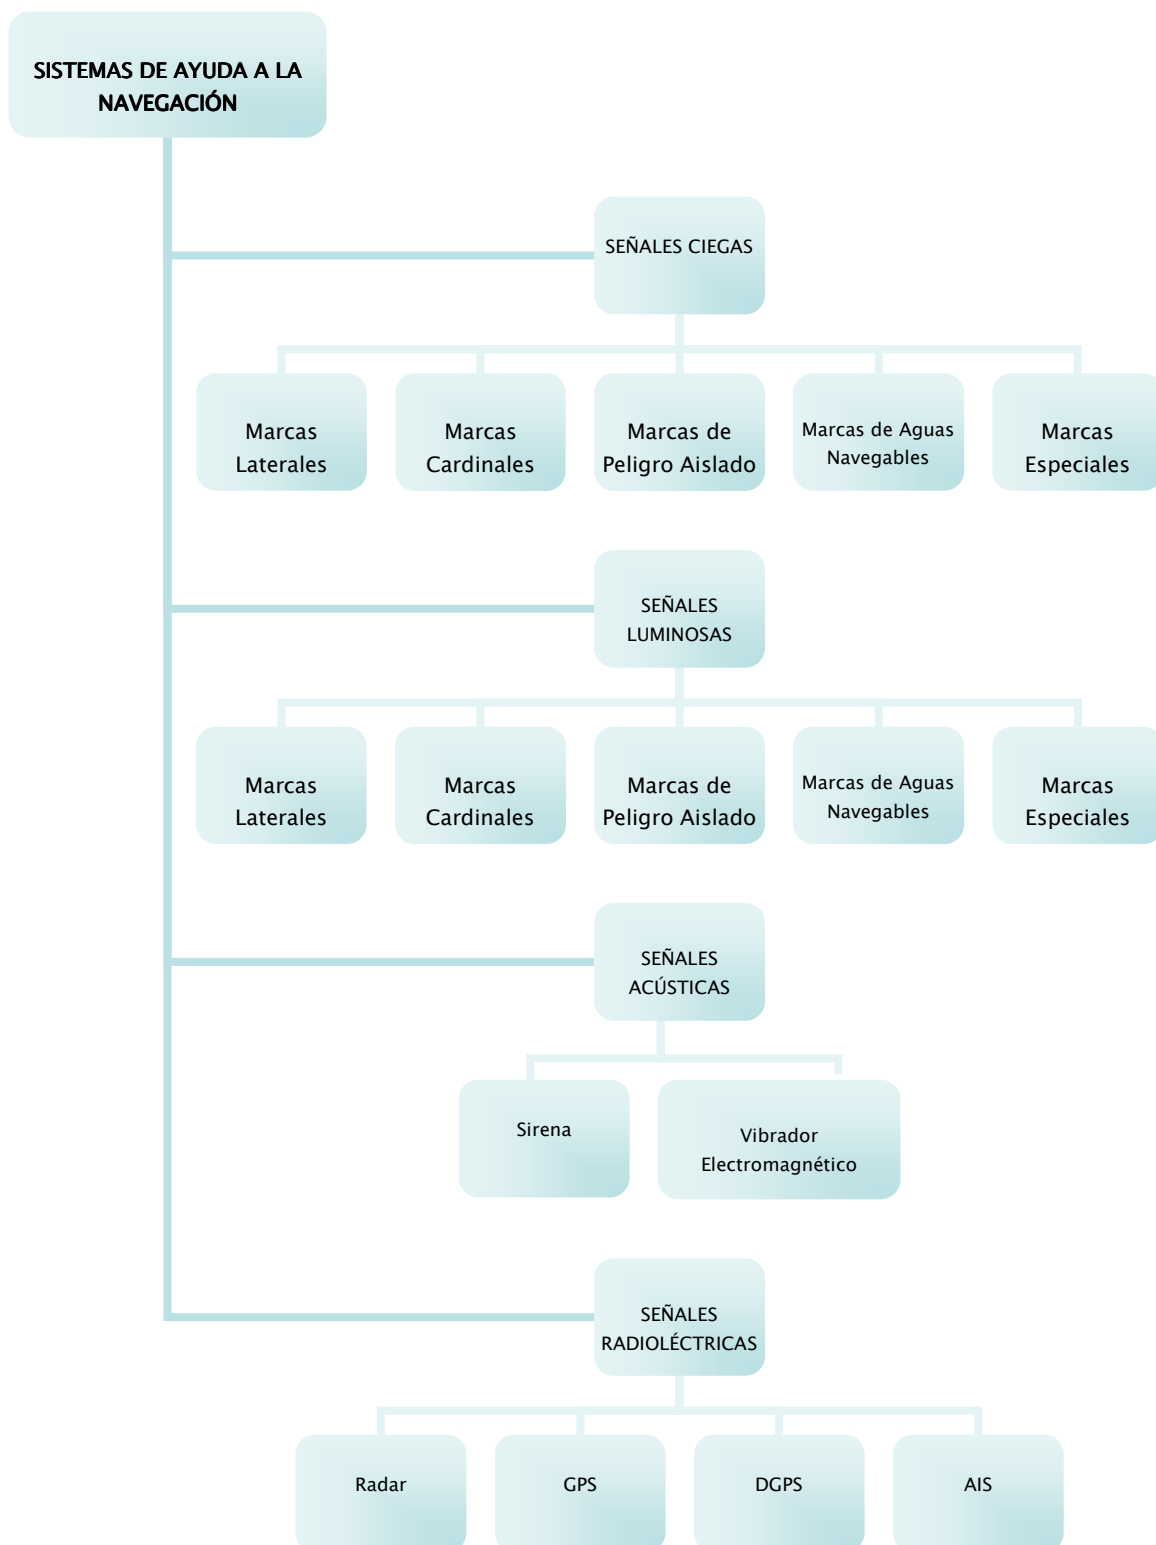 SISTEMAS DE AYUDA A LA
NAVEGACIÓN
SEÑALES CIEGAS
Marcas
Laterales
Marcas
Cardinales
Marcas de
Peligro Aislado
Marcas de Aguas
Navegables
Marcas
Especiales
SEÑALES
LUMINOSAS
Marcas
Laterales
Marcas
Cardinales
Marcas de
Peligro Aislado
Marcas de Aguas
Navegables
Marcas
Especiales
SEÑALES
ACÚSTICAS
Sirena
Vibrador
Electromagnético
SEÑALES
RADIOLÉCTRICAS
Radar
GPS
DGPS
AIS